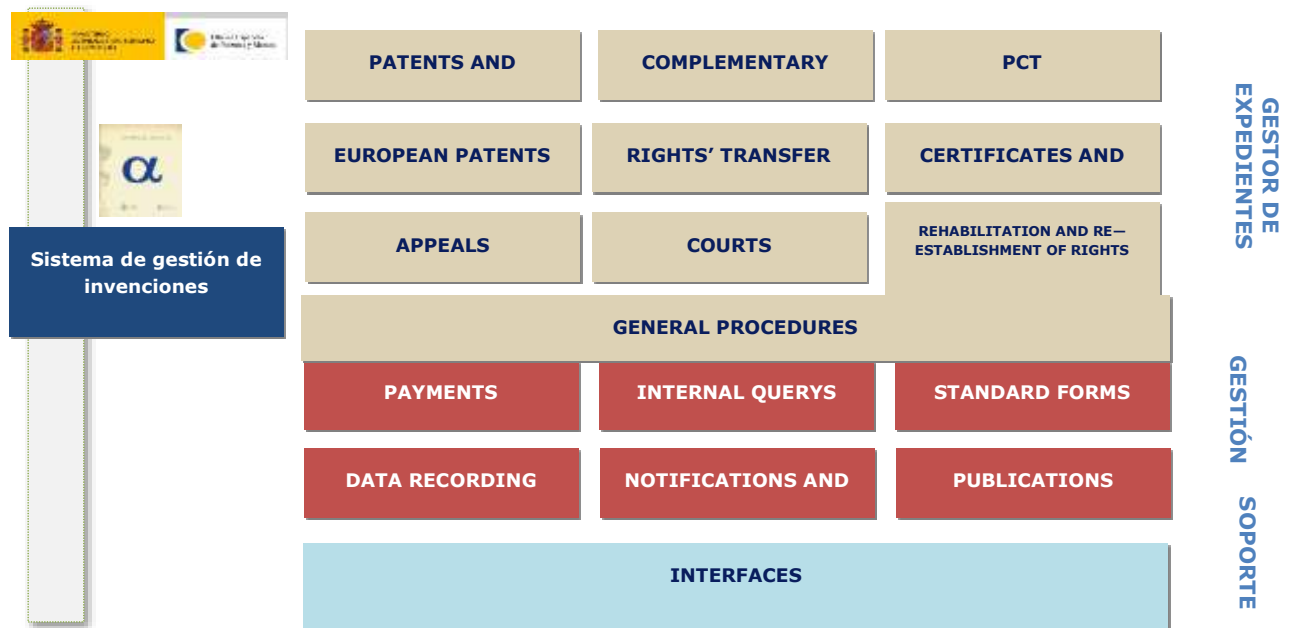 PATENTS AND
COMPLEMENTARY
PCT
EUROPEAN PATENTS
RIGHTS’ TRANSFER
CERTIFICATES AND
α
APPEALS
COURTS
REHABILITATION AND RE—
ESTABLISHMENT OF RIGHTS
Sistema de gestión de
invenciones
GENERAL PROCEDURES
PAYMENTS
INTERNAL QUERYS
STANDARD FORMS
DATA RECORDING
NOTIFICATIONS AND
PUBLICATIONS
INTERFACES
GESTOR DE
EXPEDIENTES
GESTIÓN
SOPORTE